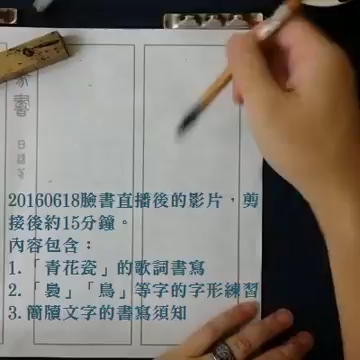 書
20160618臉書直播後的影片，剪
接後約15分鐘。
內容包含：
1.「青花瓷」的歌詞書寫
2.「裊」「鳥」等字的字形練習
3.簡牘文字的書寫須知